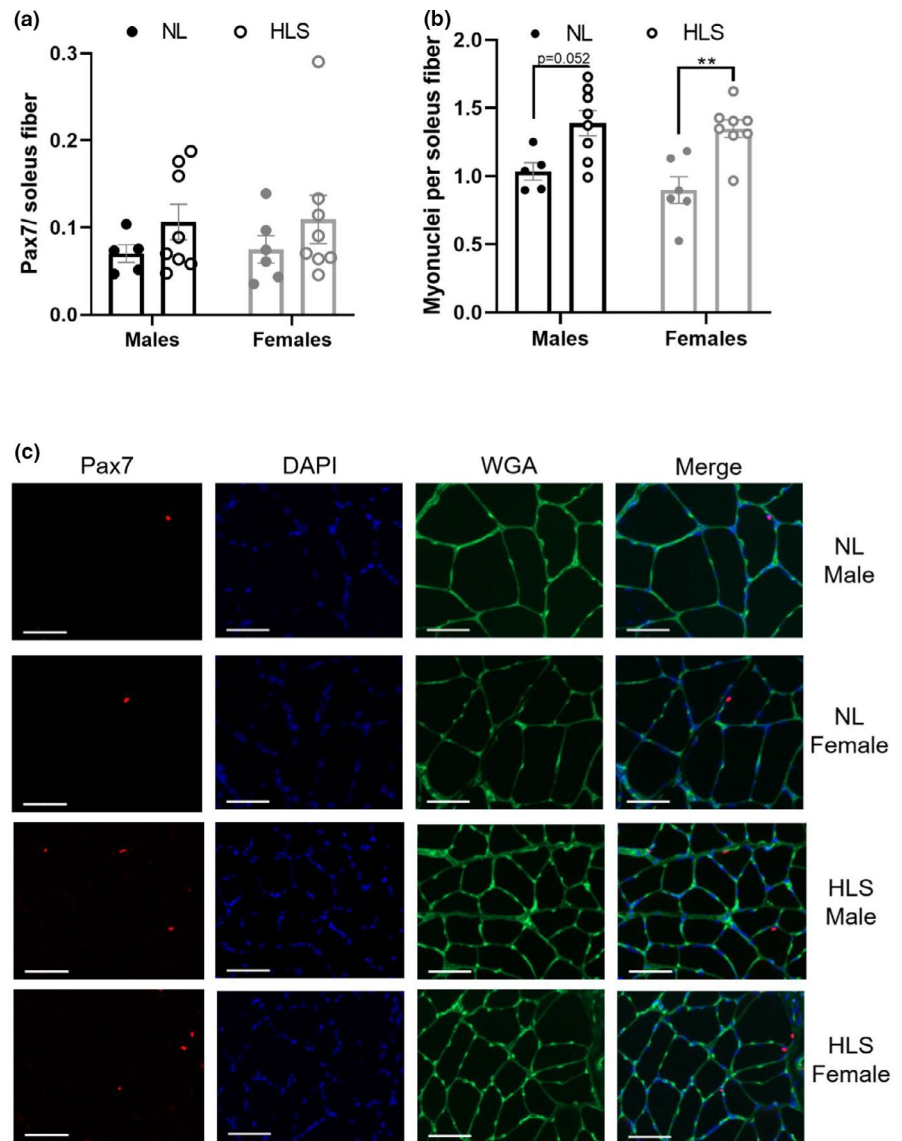 (a)
NL HLS
Pax7/ soleus fiber
0.3
0.2
0.1
0.0
Males Females
(b)
NL HLS
Myonuclei per soleus fiber
2.0
1.5
1.0
0.5
0.0
p=0.052
**
Males Females
(c)
Pax7 DAPI WGA Merge
NL
Male
NL
Female
HLS
Male
HLS
Female